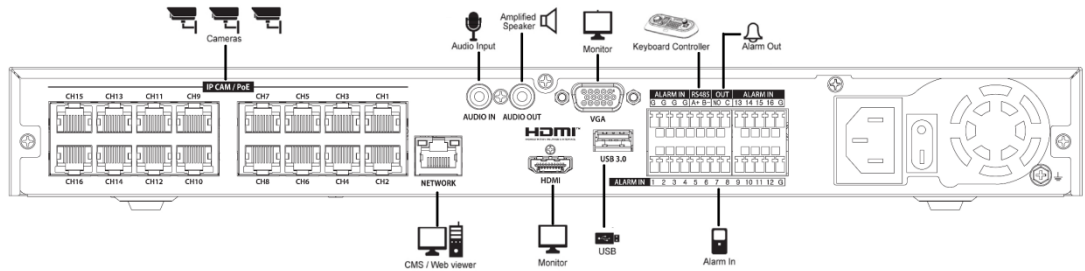 Cameras
Audio Input
Amplified
Speaker
Monitor
Keyboard Controller
Alarm Out
IP CAM / PoE
CH15 CH13 CH11 CH9 CH7 CH5 CH3 CH1
ALARM IN RS485 OUT ALARM IN
G G G G A+ B- NO C 13 14 15 16 G
AUDIO IN AUDIO OUT
VGA
HDMI
USB 3.0
CH16 CH14 CH12 CH10 CH8 CH6 CH4 CH2
NETWORK
HDMI
ALARM IN 1 2 3 4 5 6 7 8 9 10 11 12 G
CMS / Web viewer
Monitor
USB
Alarm In